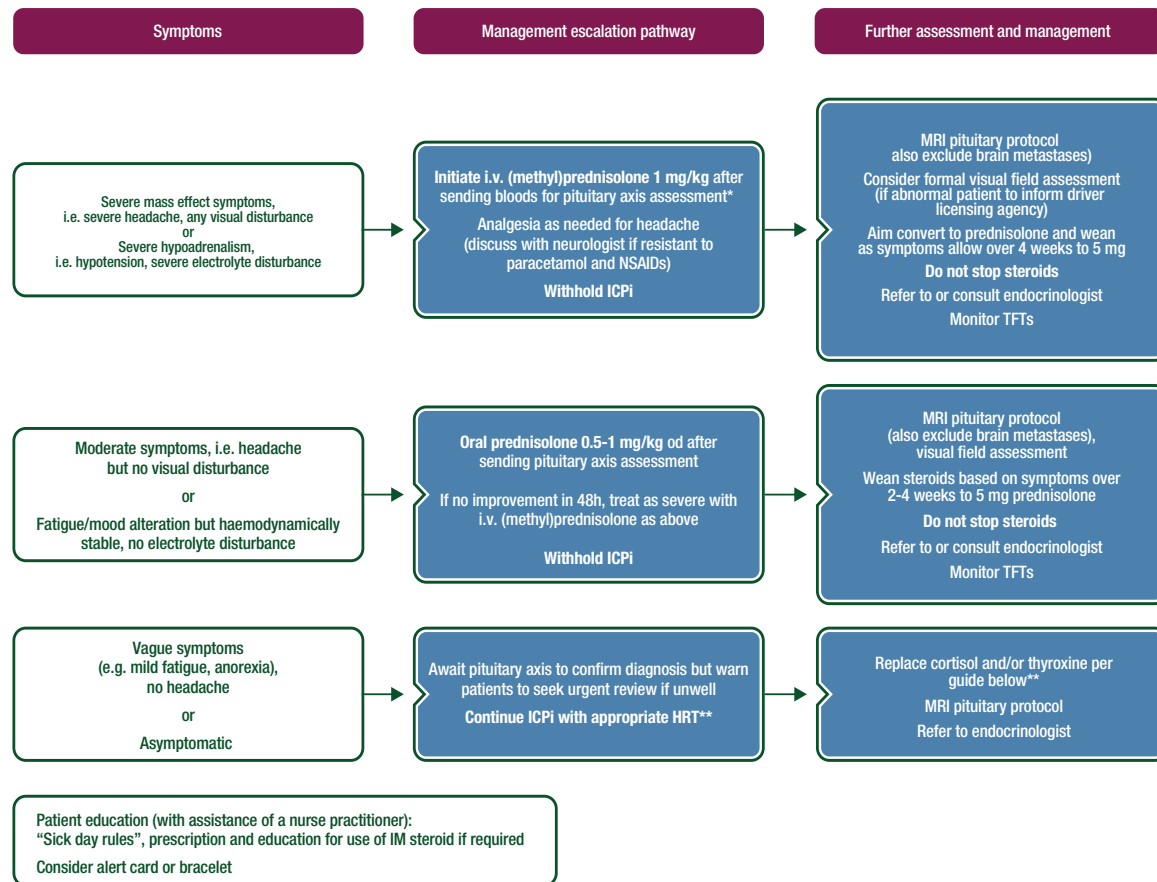 Symptoms
Management escalation pathway
Further assessment and management
Severe mass effect symptoms,
i.e. severe headache, any visual disturbance
or
Severe hypoadrenalism,
i.e. hypotension, severe electrolyte disturbance
Initiate i.v. (methyl)prednisolone 1 mg/kg after
sending bloods for pituitary axis assessment*
Analgesia as needed for headache
(discuss with neurologist if resistant to
paracetamol and NSAIDs)
Withhold ICPi
MRI pituitary protocol
also exclude brain metastases)
Consider formal visual field assessment
(if abnormal patient to inform driver
licensing agency)
Aim convert to prednisolone and wean
as symptoms allow over 4 weeks to 5 mg
Do not stop steroids
Refer to or consult endocrinologist
Monitor TFTs
Moderate symptoms, i.e. headache
but no visual disturbance
or
Fatigue/mood alteration but haemodynamically
stable, no electrolyte disturbance
Oral prednisolone 0.5-1 mg/kg od after
sending pituitary axis assessment
If no improvement in 48h, treat as severe with
i.v. (methyl)prednisolone as above
Withhold ICPi
MRI pituitary protocol
(also exclude brain metastases),
visual field assessment
Wean steroids based on symptoms over
2-4 weeks to 5 mg prednisolone
Do not stop steroids
Refer to or consult endocrinologist
Monitor TFTs
Vague symptoms
(e.g. mild fatigue, anorexia),
no headache
or
Asymptomatic
Await pituitary axis to confirm diagnosis but warn
patients to seek urgent review if unwell
Continue ICPi with appropriate HRT**
Replace cortisol and/or thyroxine per
guide below**
MRI pituitary protocol
Refer to endocrinologist
Patient education (with assistance of a nurse practitioner):
“Sick day rules”, prescription and education for use of IM steroid if required
Consider alert card or bracelet